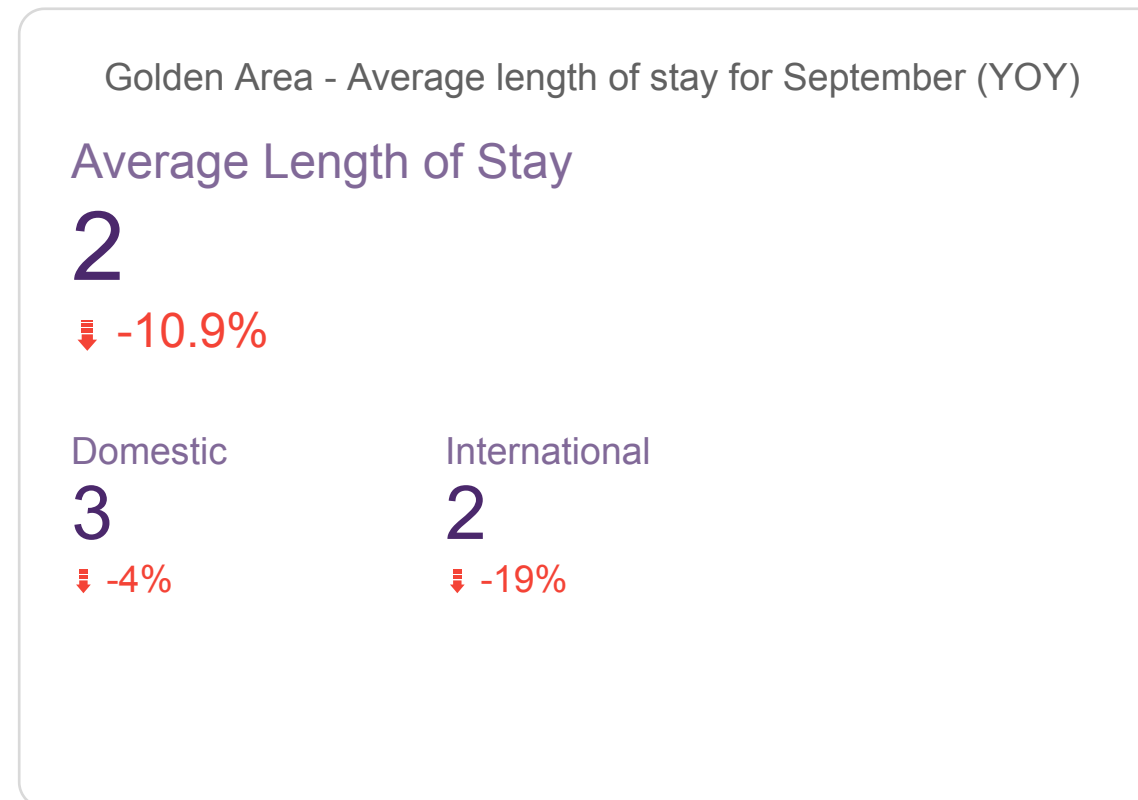 Golden Area - Average length of stay for September (YOY)
Average Length of Stay
2
-10.9%
Domestic International
3 2
-4% -19%